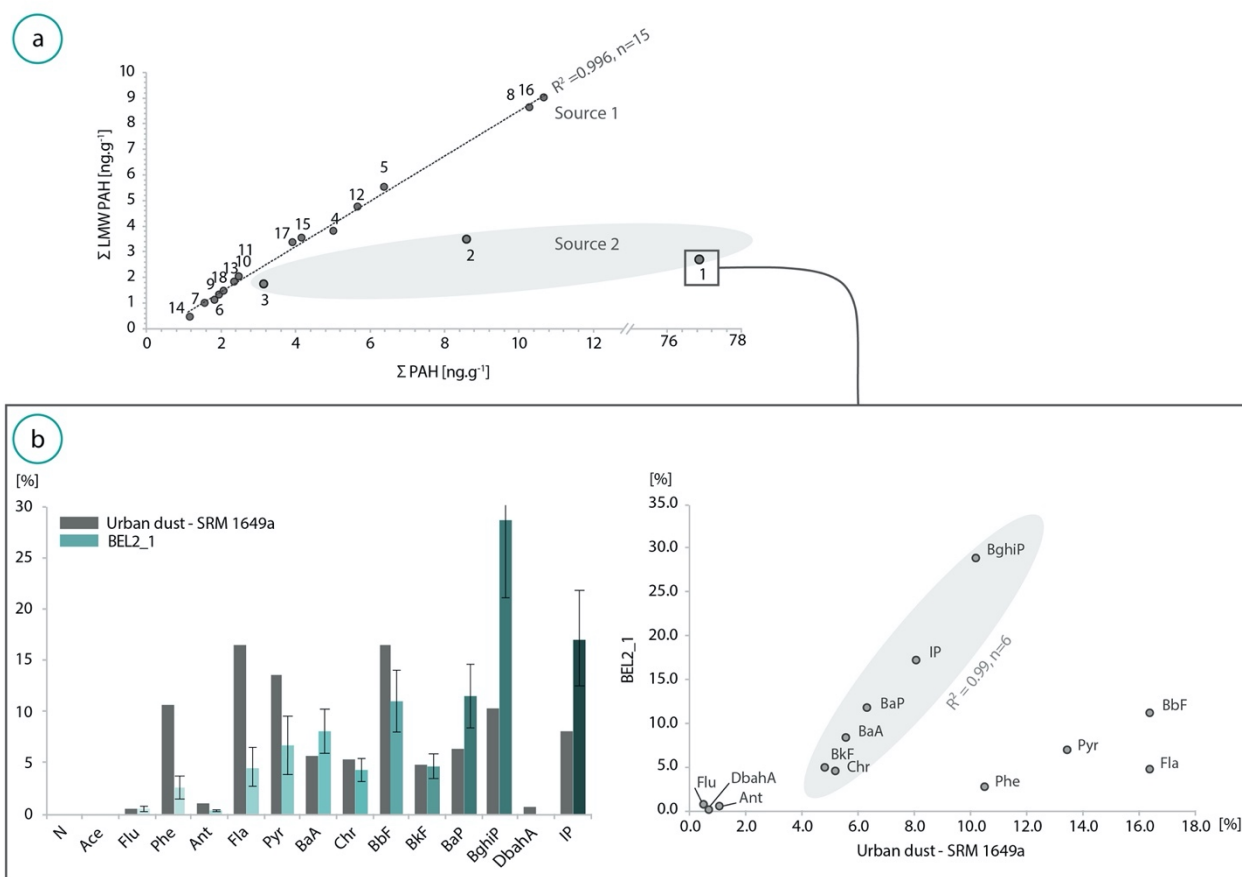 a
R² =0.996, n=15
Σ LMW PAH [ng.g⁻¹]
10
9
8
7
6
5
4
3
2
1
0
8 16
Source 1
5
12
4
17 15
11
10
13
18
9
7
6
14
3
2
Source 2
1
0 2 4 6 8 10 12 76 78
Σ PAH [ng.g⁻¹]
b
[%]
30
25
20
15
10
5
0
Urban dust - SRM 1649a
BEL2_1
N Ace Flu Phe Ant Fla Pyr BaA Chr BbF BkF BaP BghiP DbahA IP
[%]
35.0
30.0
25.0
20.0
15.0
10.0
5.0
0.0
BEL2_1
BghiP
IP
R² = 0.99, n=6
BaP
BaA
BkF
Chr
BbF
Pyr
Fla
Phe
Flu
DbahA
Ant
0.0 2.0 4.0 6.0 8.0 10.0 12.0 14.0 16.0 18.0 [%]
Urban dust - SRM 1649a